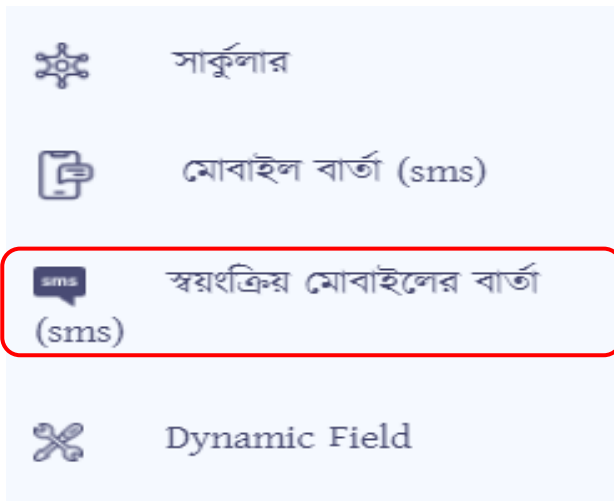 সার্কুলার
মোবাইল বার্তা (sms)
sms স্বয়ংক্রিয় মোবাইলের বার্তা
(sms)
Dynamic Field